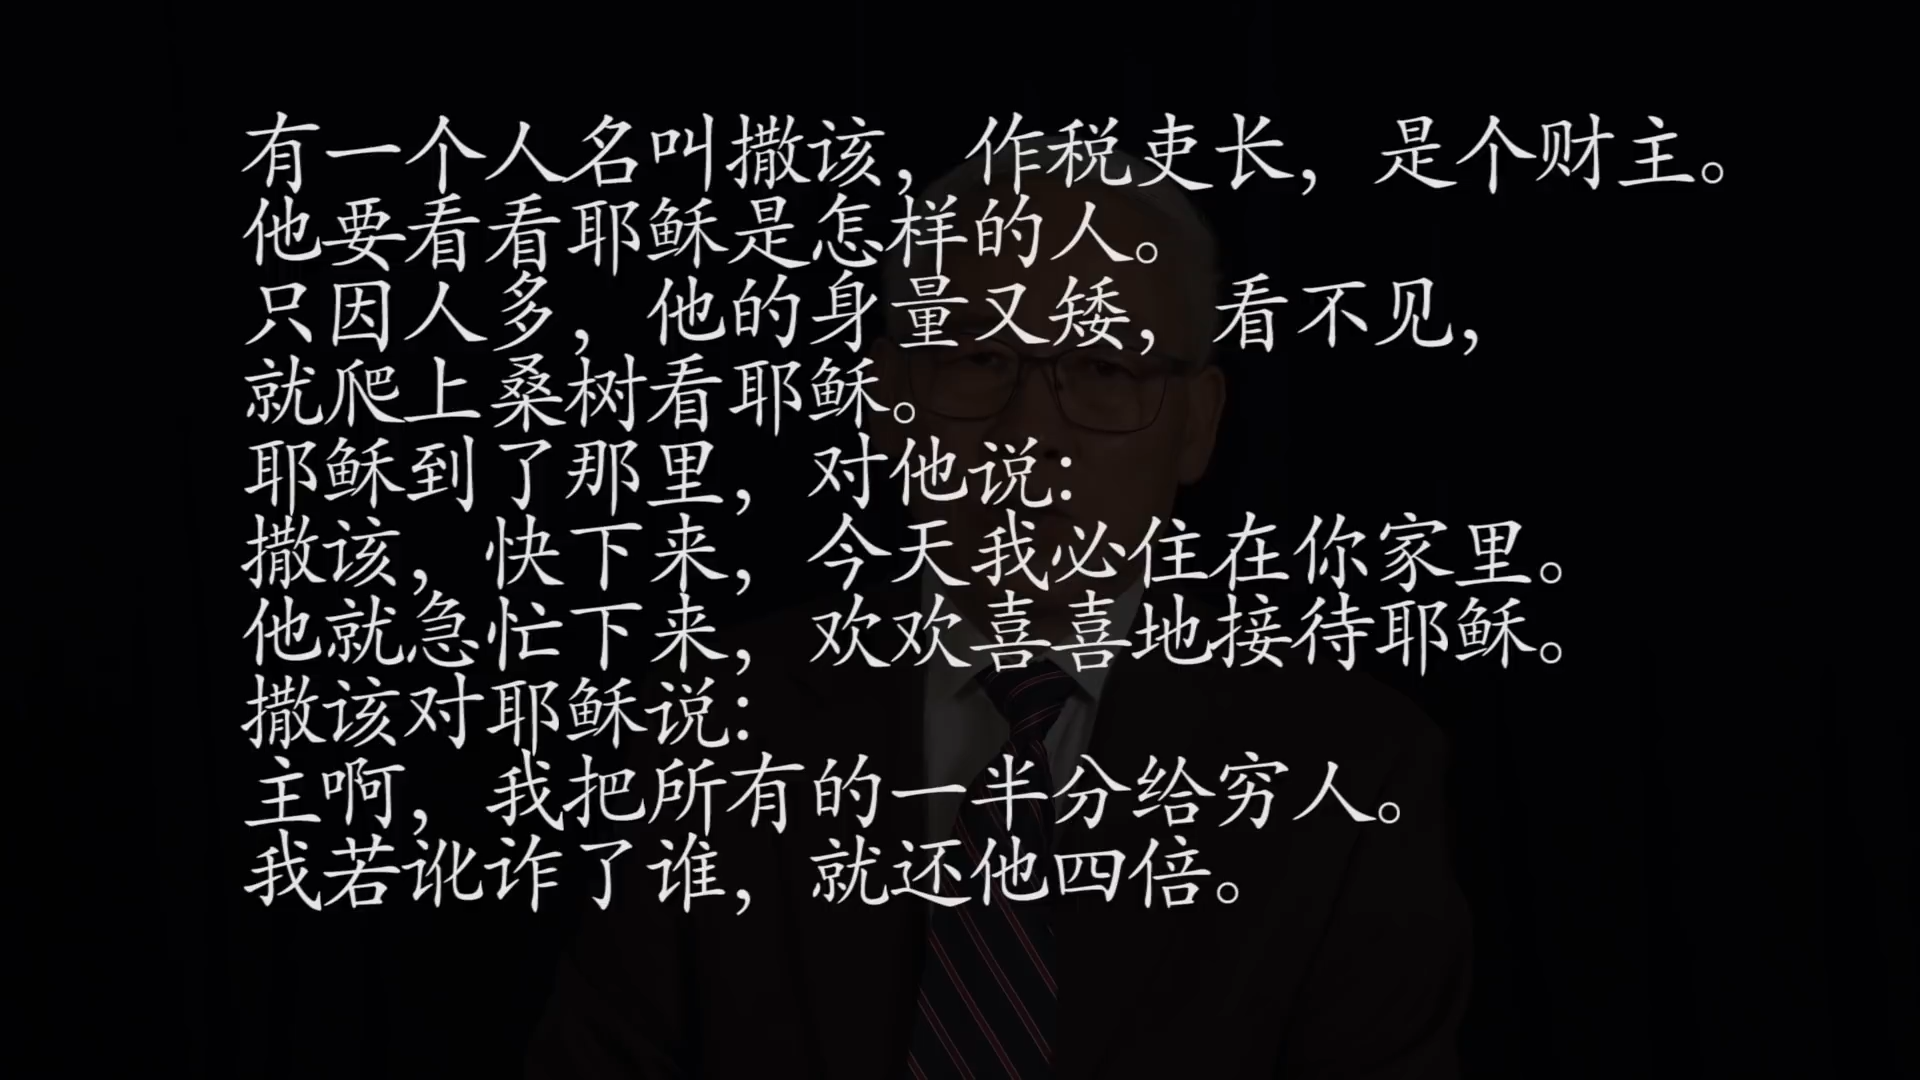 有一个人名叫撒该，作税吏长，是个财主。
他要看看耶稣是怎样的人。
只因人多，他的身量又矮，看不见，
就爬上桑树看耶稣。
耶稣到了那里，对他说：
撒该，快下来，今天我必住在你家里。
他就急忙下来，欢欢喜喜地接待耶稣。
撒该对耶稣说：
主啊，我把所有的一半分给穷人。
我若讹诈了谁，就还他四倍。